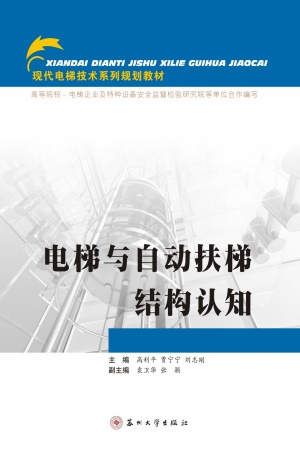 XIANDAI DIANTI JISHU XILIE GUIHUA JIAOCAI
现代电梯技术系列规划教材
高等院校、电梯企业及特种设备安全监督检验研究院等单位合作编写
电梯与自动扶梯
结构认知
主 编 高利平 曹宁宁 刘志刚
副主编 袁卫华 张 颖
苏州大学出版社